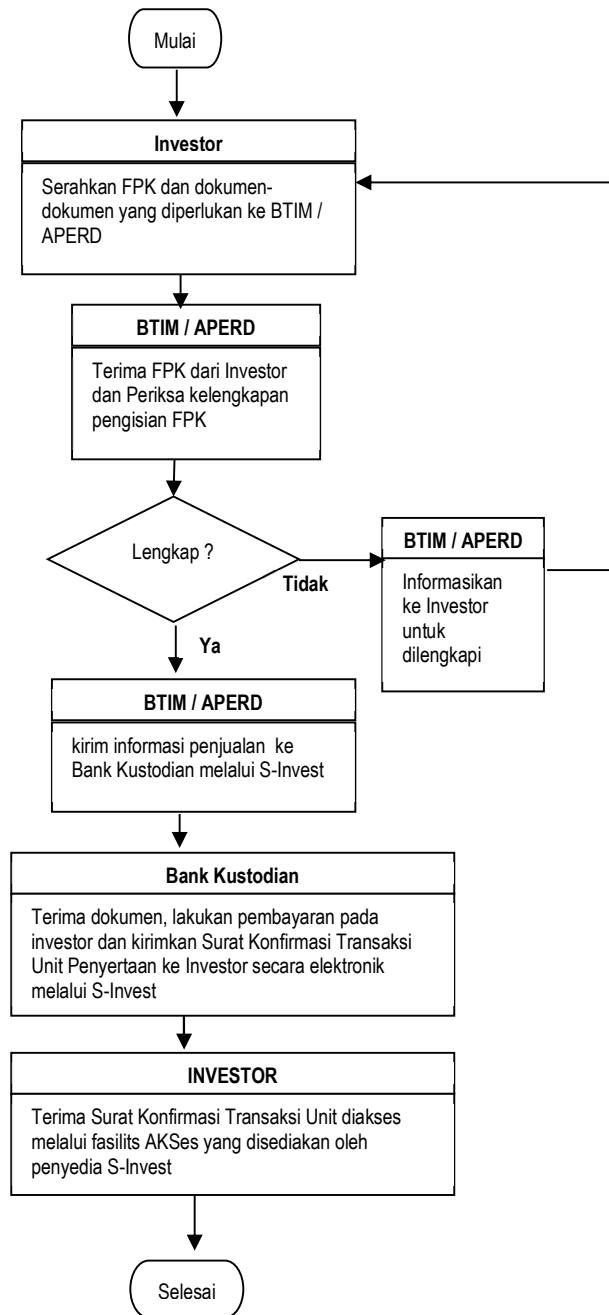 Mulai
Investor
Serahkan FPK dan dokumen-
dokumen yang diperlukan ke BTIM /
APERD
BTIM / APERD
Terima FPK dari Investor
dan Periksa kelengkapan
pengisian FPK
Lengkap ?
Tidak
BTIM / APERD
Informasikan
ke Investor
untuk
dilengkapi
Ya
BTIM / APERD
kirim informasi penjualan ke
Bank Kustodian melalui S-Invest
Bank Kustodian
Terima dokumen, lakukan pembayaran pada
investor dan kirimkan Surat Konfirmasi Transaksi
Unit Penyertaan ke Investor secara elektronik
melalui S-Invest
INVESTOR
Terima Surat Konfirmasi Transaksi Unit diakses
melalui fasilits AKSes yang disediakan oleh
penyedia S-Invest
Selesai